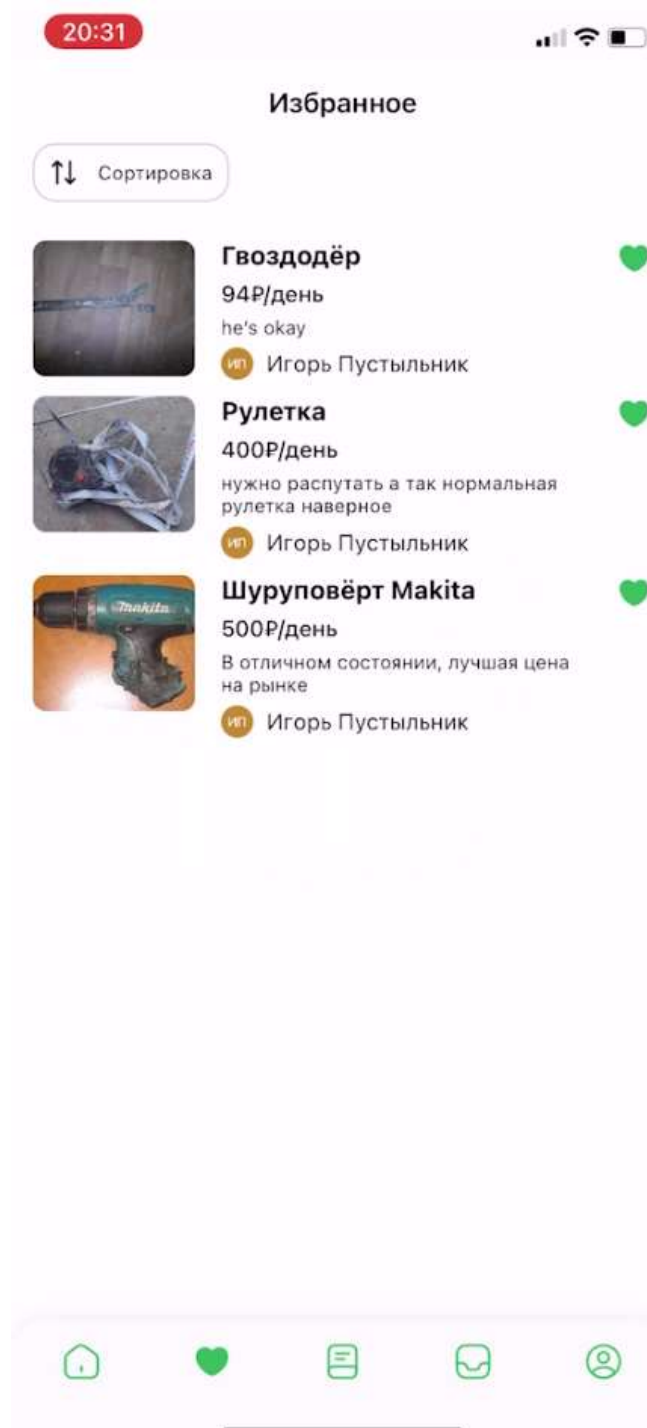 20:31
Избранное
Сортировка
Гвоздодёр
94₽/день
he's okay
ИП Игорь Пустыльник
Рулетка
400₽/день
нужно распутать а так нормальная
рулетка наверное
ИП Игорь Пустыльник
makita
Шуруповёрт Makita
500₽/день
В отличном состоянии, лучшая цена
на рынке
ИП Игорь Пустыльник